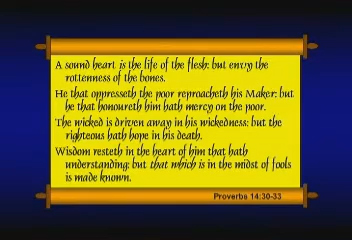 A sound heart is the life of the flesh: but envy the
rottenness of the bones.
He that oppresseth the poor reproacheth his Maker: but
he that honoureth him hath mercy on the poor.
The wicked is driven away in his wickedness: but the
righteous hath hope in his death.
Wisdom resteth in the heart of him that hath
understanding: but that which is in the midst of fools
is made known.
Proverbs 14:30-33